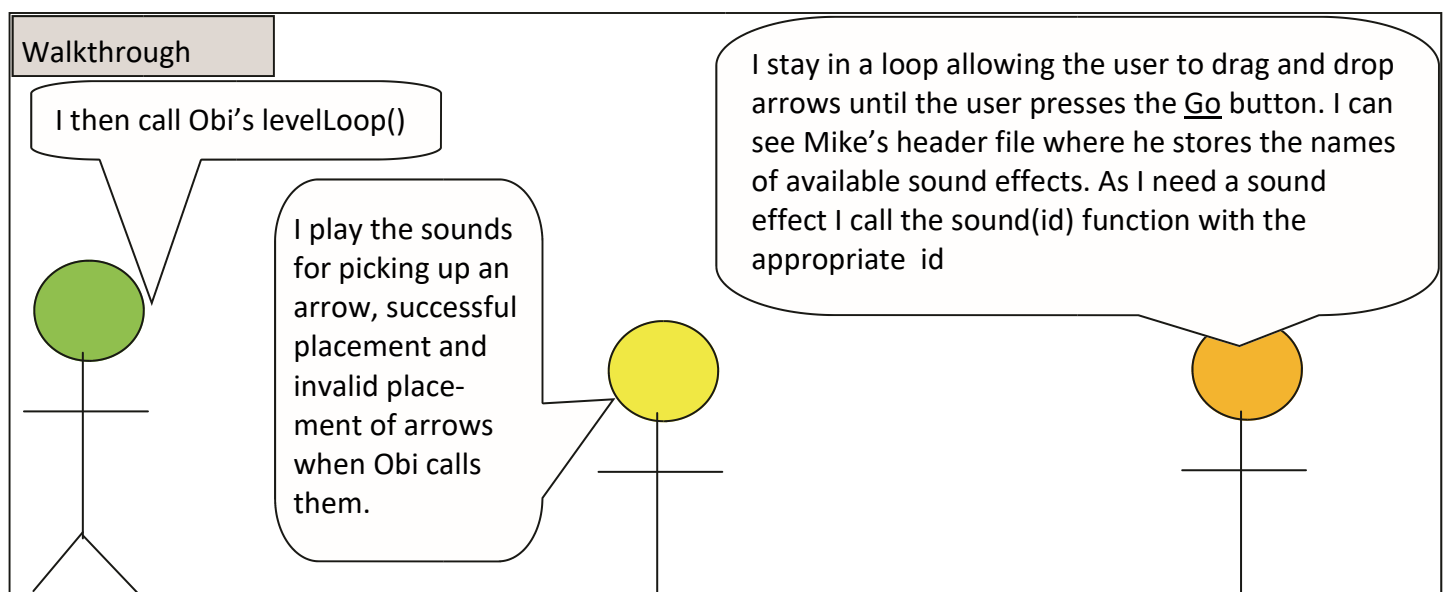 Walkthrough
I then call Obi’s levelLoop()
I play the sounds
for picking up an
arrow, successful
placement and
invalid place-
ment of arrows
when Obi calls
them.
I stay in a loop allowing the user to drag and drop
arrows until the user presses the Go button. I can
see Mike’s header file where he stores the names
of available sound effects. As I need a sound
effect I call the sound(id) function with the
appropriate  id